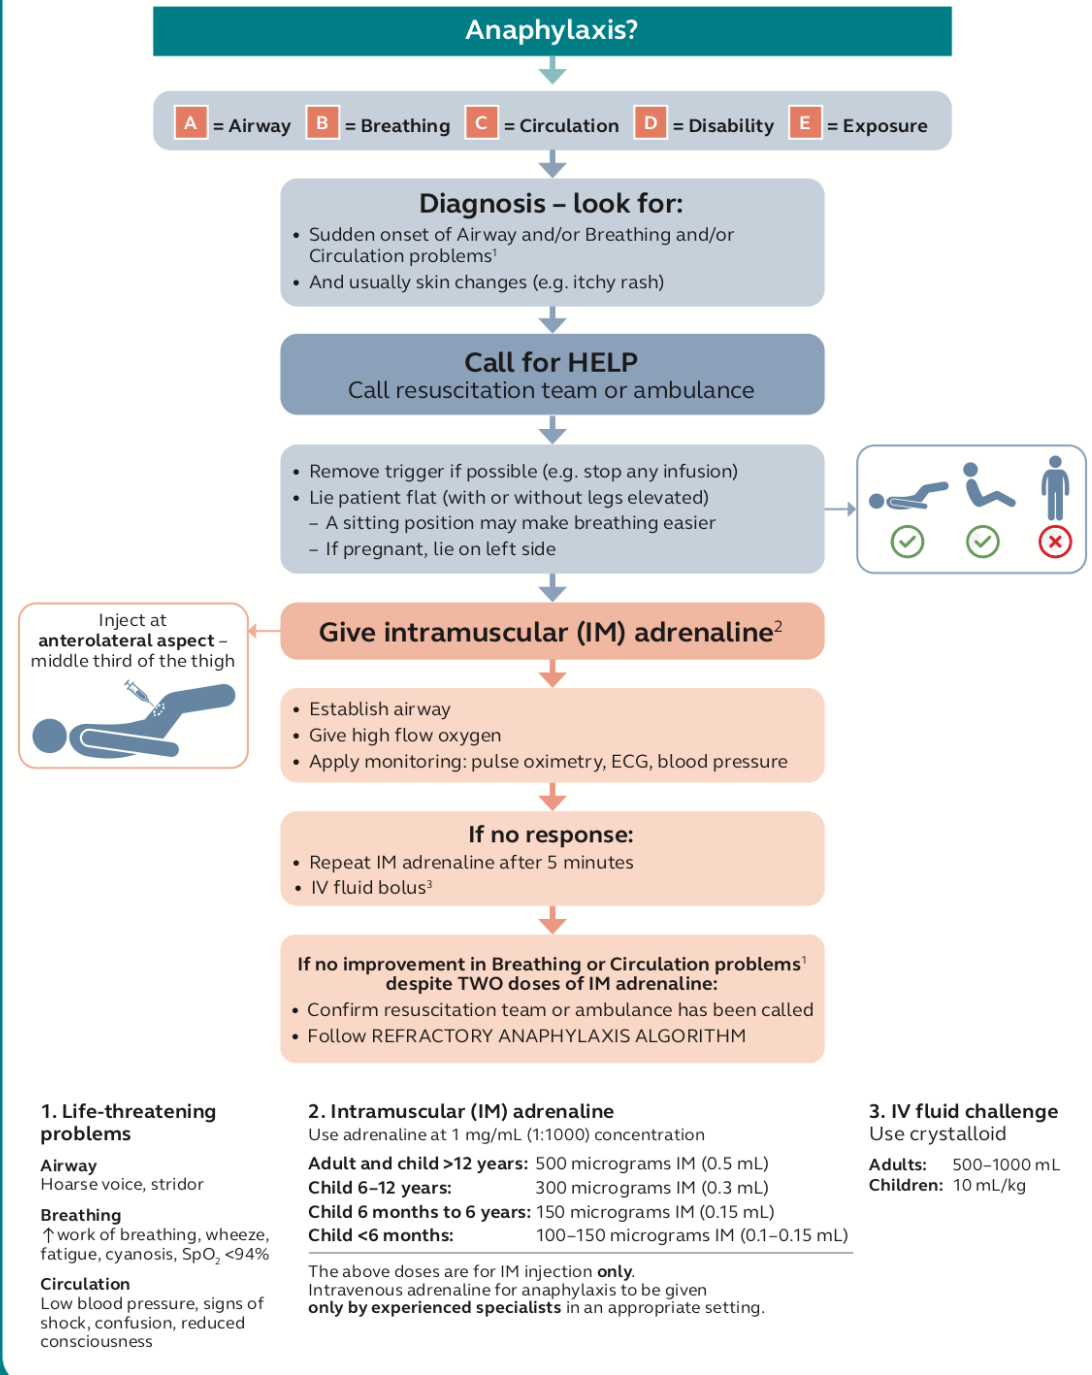 Anaphylaxis?
A = Airway B = Breathing C = Circulation D = Disability E = Exposure
Diagnosis – look for:
• Sudden onset of Airway and/or Breathing and/or
Circulation problems¹
• And usually skin changes (e.g. itchy rash)
Call for HELP
Call resuscitation team or ambulance
• Remove trigger if possible (e.g. stop any infusion)
• Lie patient flat (with or without legs elevated)
– A sitting position may make breathing easier
– If pregnant, lie on left side
Give intramuscular (IM) adrenaline²
Inject at
anterolateral aspect –
middle third of the thigh
• Establish airway
• Give high flow oxygen
• Apply monitoring: pulse oximetry, ECG, blood pressure
If no response:
• Repeat IM adrenaline after 5 minutes
• IV fluid bolus³
If no improvement in Breathing or Circulation problems¹
despite TWO doses of IM adrenaline:
• Confirm resuscitation team or ambulance has been called
• Follow REFRACTORY ANAPHYLAXIS ALGORITHM
1. Life-threatening
problems
Airway
Hoarse voice, stridor
Breathing
↑work of breathing, wheeze,
fatigue, cyanosis, SpO₂ <94%
Circulation
Low blood pressure, signs of
shock, confusion, reduced
consciousness
2. Intramuscular (IM) adrenaline
Use adrenaline at 1 mg/mL (1:1000) concentration
Adult and child >12 years: 500 micrograms IM (0.5 mL)
Child 6–12 years: 300 micrograms IM (0.3 mL)
Child 6 months to 6 years: 150 micrograms IM (0.15 mL)
Child <6 months: 100–150 micrograms IM (0.1–0.15 mL)
The above doses are for IM injection only.
Intravenous adrenaline for anaphylaxis to be given
only by experienced specialists in an appropriate setting.
3. IV fluid challenge
Use crystalloid
Adults: 500–1000 mL
Children: 10 mL/kg